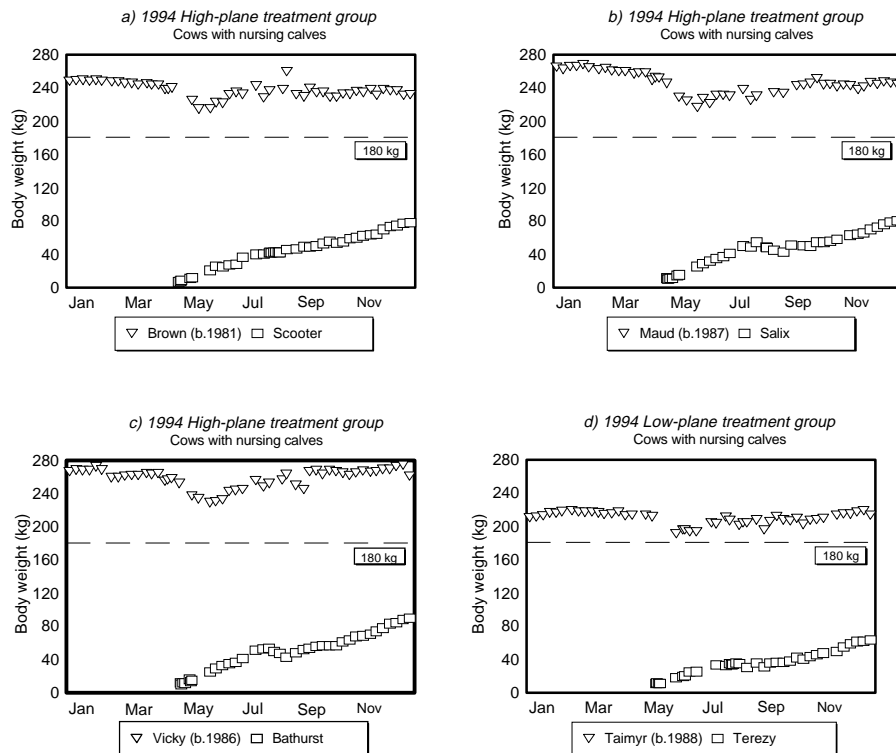 a) 1994 High-plane treatment group
Cows with nursing calves
280
240
200
160
120
80
40
0
Body weight (kg)
180 kg
Jan Mar May Jul Sep Nov
Brown (b.1981) Scooter
b) 1994 High-plane treatment group
Cows with nursing calves
280
240
200
160
120
80
40
0
Body weight (kg)
180 kg
Jan Mar May Jul Sep Nov
Maud (b.1987) Salix
c) 1994 High-plane treatment group
Cows with nursing calves
280
240
200
160
120
80
40
0
Body weight (kg)
180 kg
Jan Mar May Jul Sep Nov
Vicky (b.1986) Bathurst
d) 1994 Low-plane treatment group
Cows with nursing calves
280
240
200
160
120
80
40
0
Body weight (kg)
180 kg
Jan Mar May Jul Sep Nov
Taimyr (b.1988) Terezy